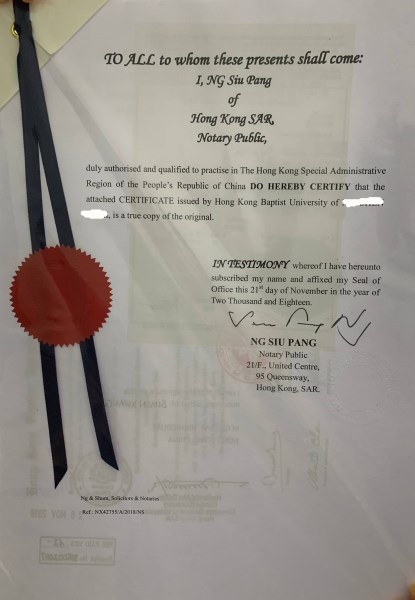 TO ALL to whom these presents shall come:
I, NG Siu Pang
of
Hong Kong SAR,
Notary Public,
duly authorised and qualified to practise in The Hong Kong Special Administrative
Region of the People's Republic of China DO HEREBY CERTIFY that the
attached CERTIFICATE issued by Hong Kong Baptist University of
, is a true copy of the original.
IN TESTIMONY whereof I have hereunto
subscribed my name and affixed my Seal of
Office this 21st day of November in the year of
Two Thousand and Eighteen.
NG SIU PANG
Notary Public
21/F., United Centre,
95 Queensway,
Hong Kong, SAR.
Ng & Shum, Solicitors & Notaries
Ref.: NX42755/A/2018/NS